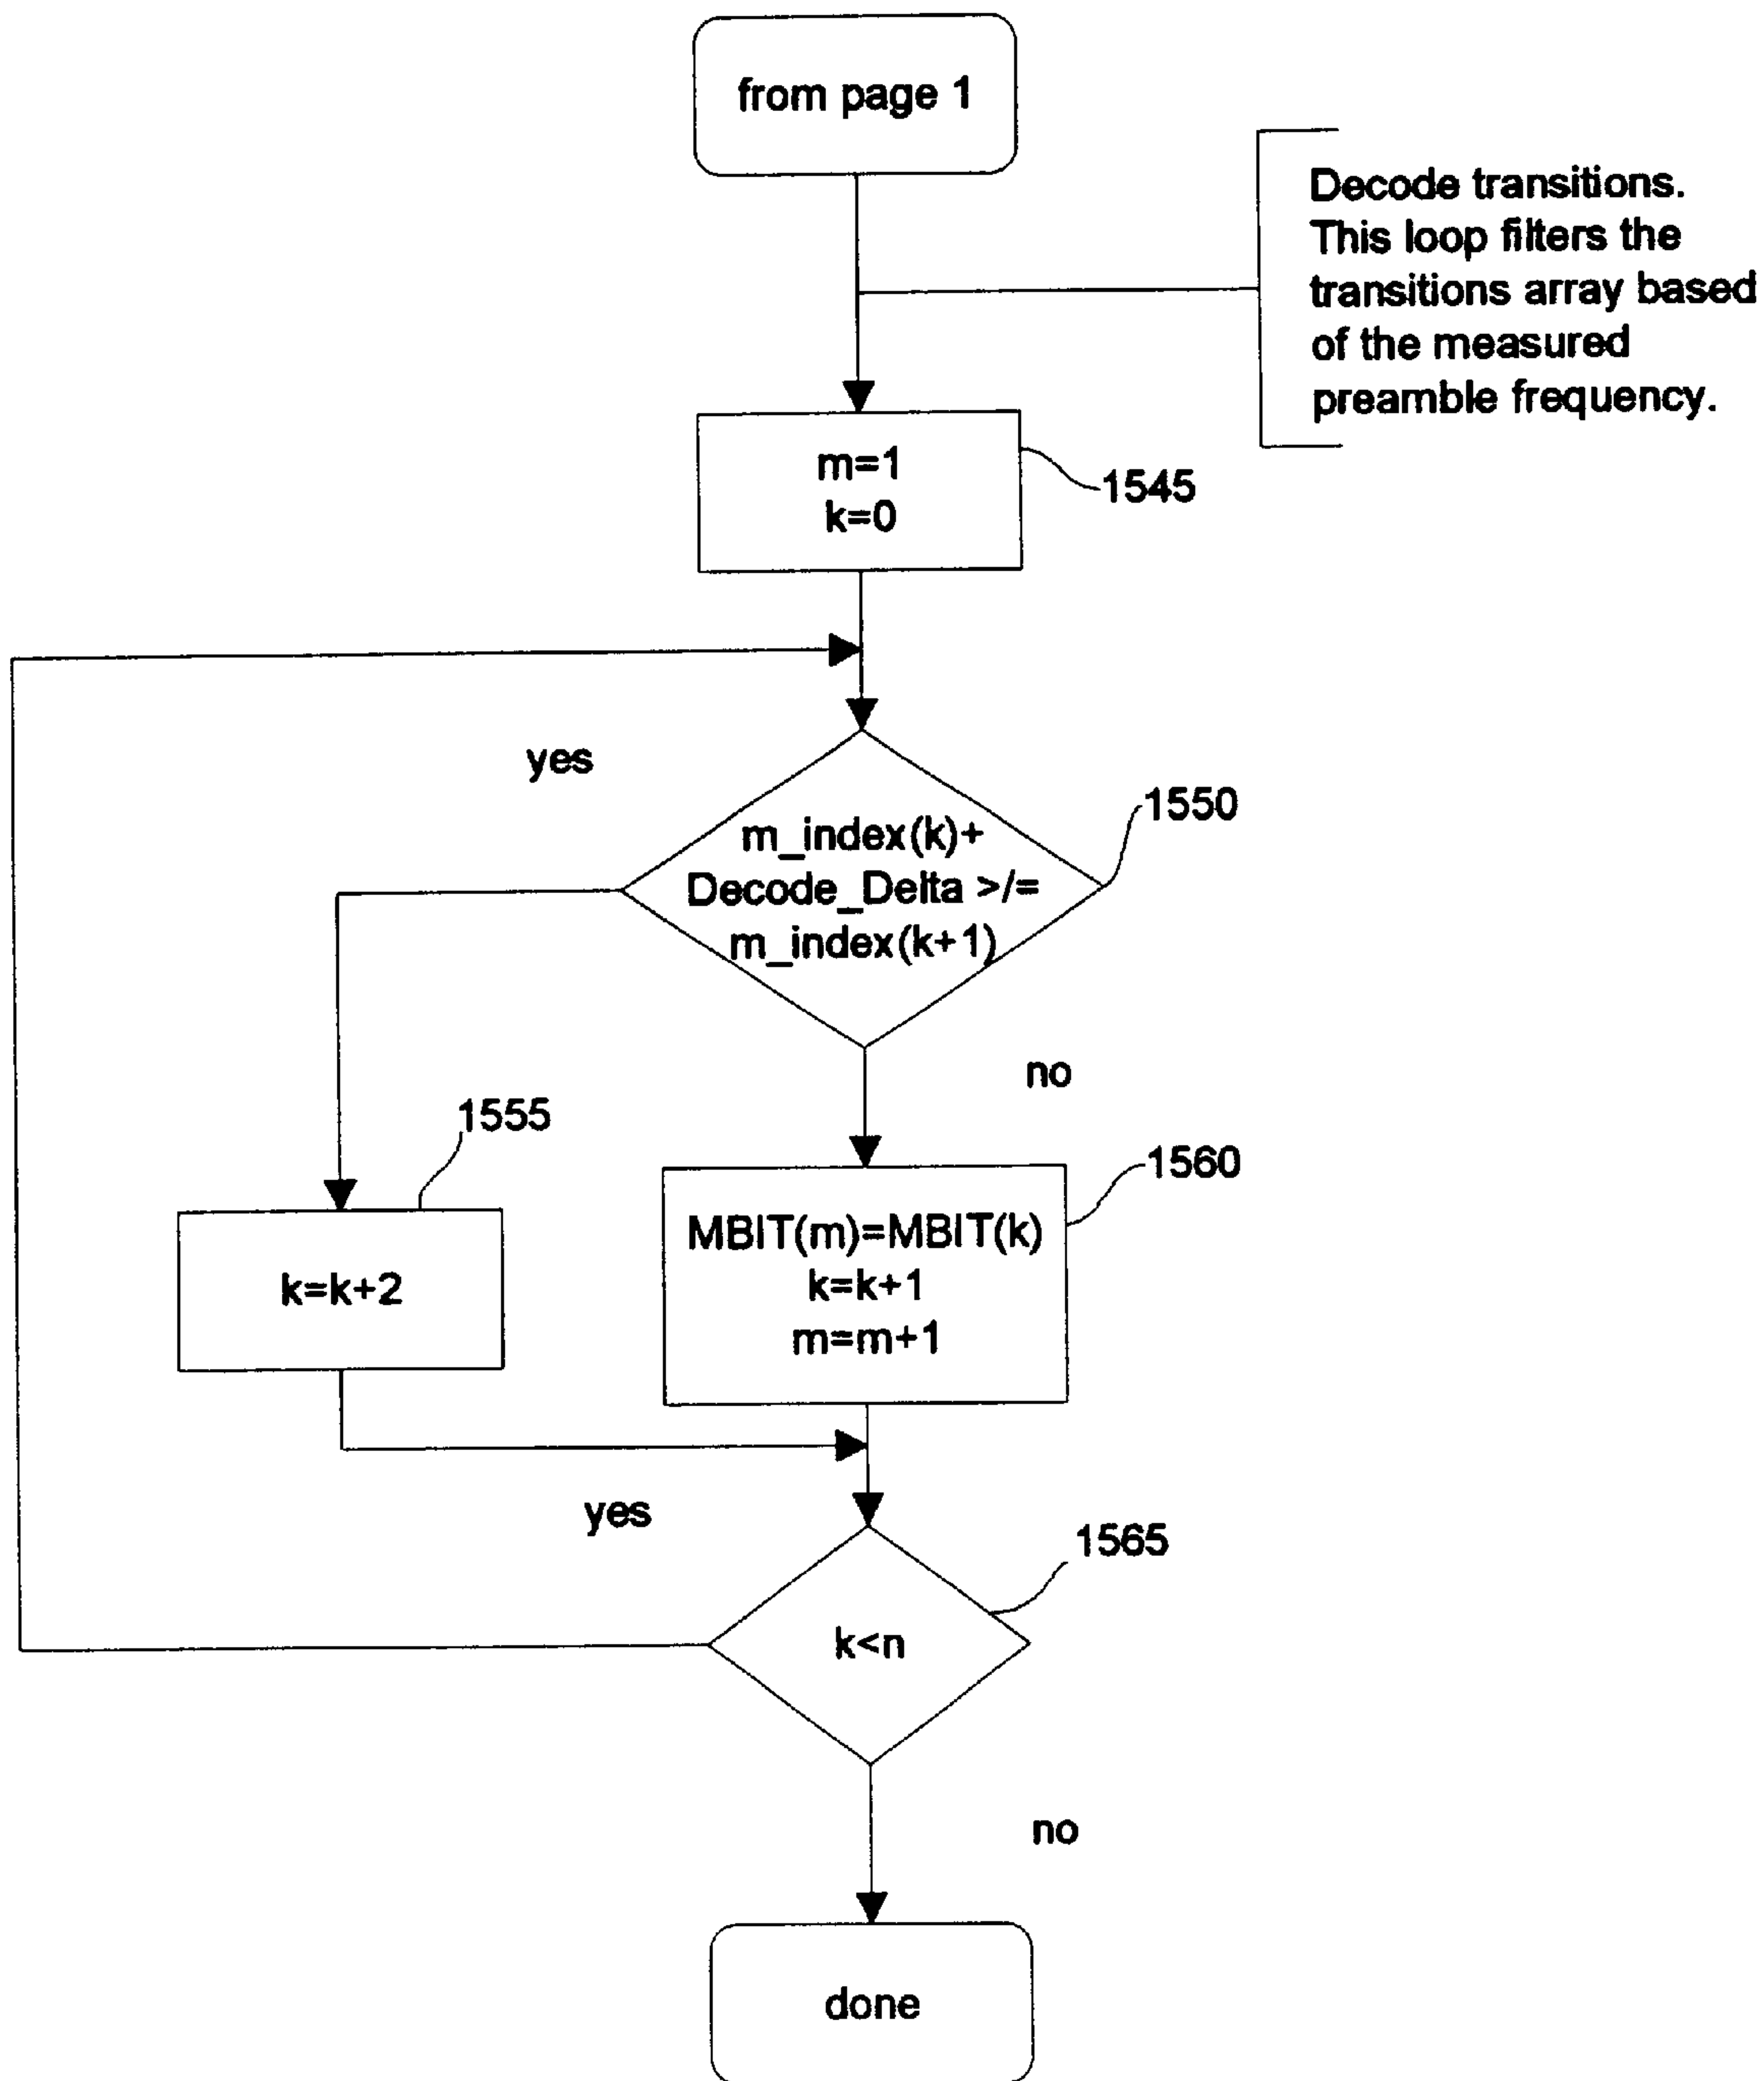 from page 1
Decode transitions.
This loop filters the
transitions array based
of the measured
preamble frequency.
m=1
k=0
1545
yes
m_index(k)+
Decode_Delta >/=
m_index(k+1)
1550
no
1555
k=k+2
1560
MBIT(m)=MBIT(k)
k=k+1
m=m+1
yes
1565
k<n
no
done